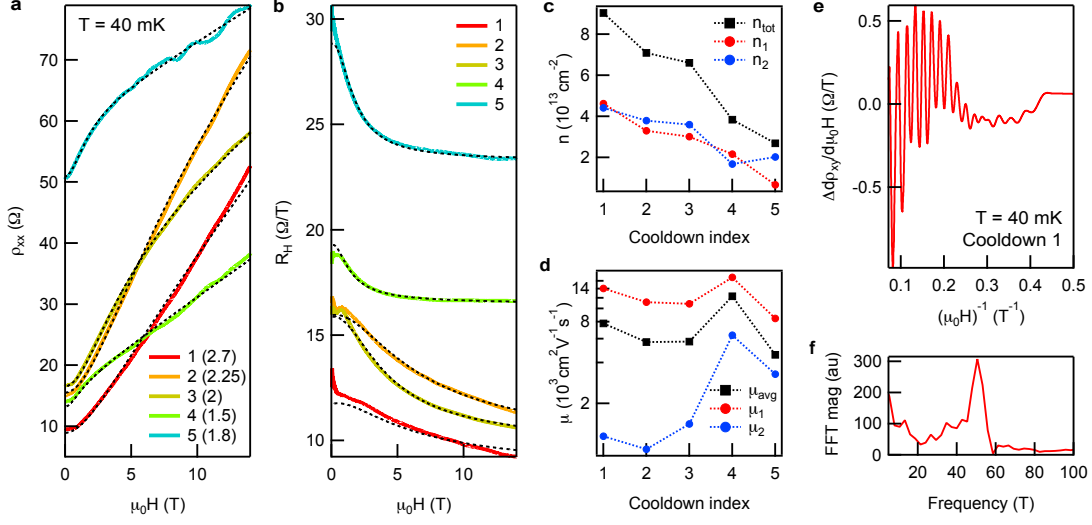 a
T = 40 mK
ρxx (Ω)
70
60
50
40
30
20
10
0
5
10
μ0H (T)
1 (2.7)
2 (2.25)
3 (2)
4 (1.5)
5 (1.8)
b
RH (Ω/T)
30
25
20
15
10
0
5
10
μ0H (T)
1
2
3
4
5
c
n (10^13 cm^-2)
8
6
4
2
1
2
3
4
5
Cooldown index
ntot
n1
n2
d
μ (10^3 cm^2V^-1s^-1)
14
8
2
1
2
3
4
5
Cooldown index
μavg
μ1
μ2
e
Δdρxy/dμ0H (Ω/T)
0.5
0.0
-0.5
0.1
0.2
0.3
0.4
0.5
(μ0H)^-1 (T^-1)
T = 40 mK
Cooldown 1
f
FFT mag (au)
300
200
100
0
20
40
60
80
100
Frequency (T)